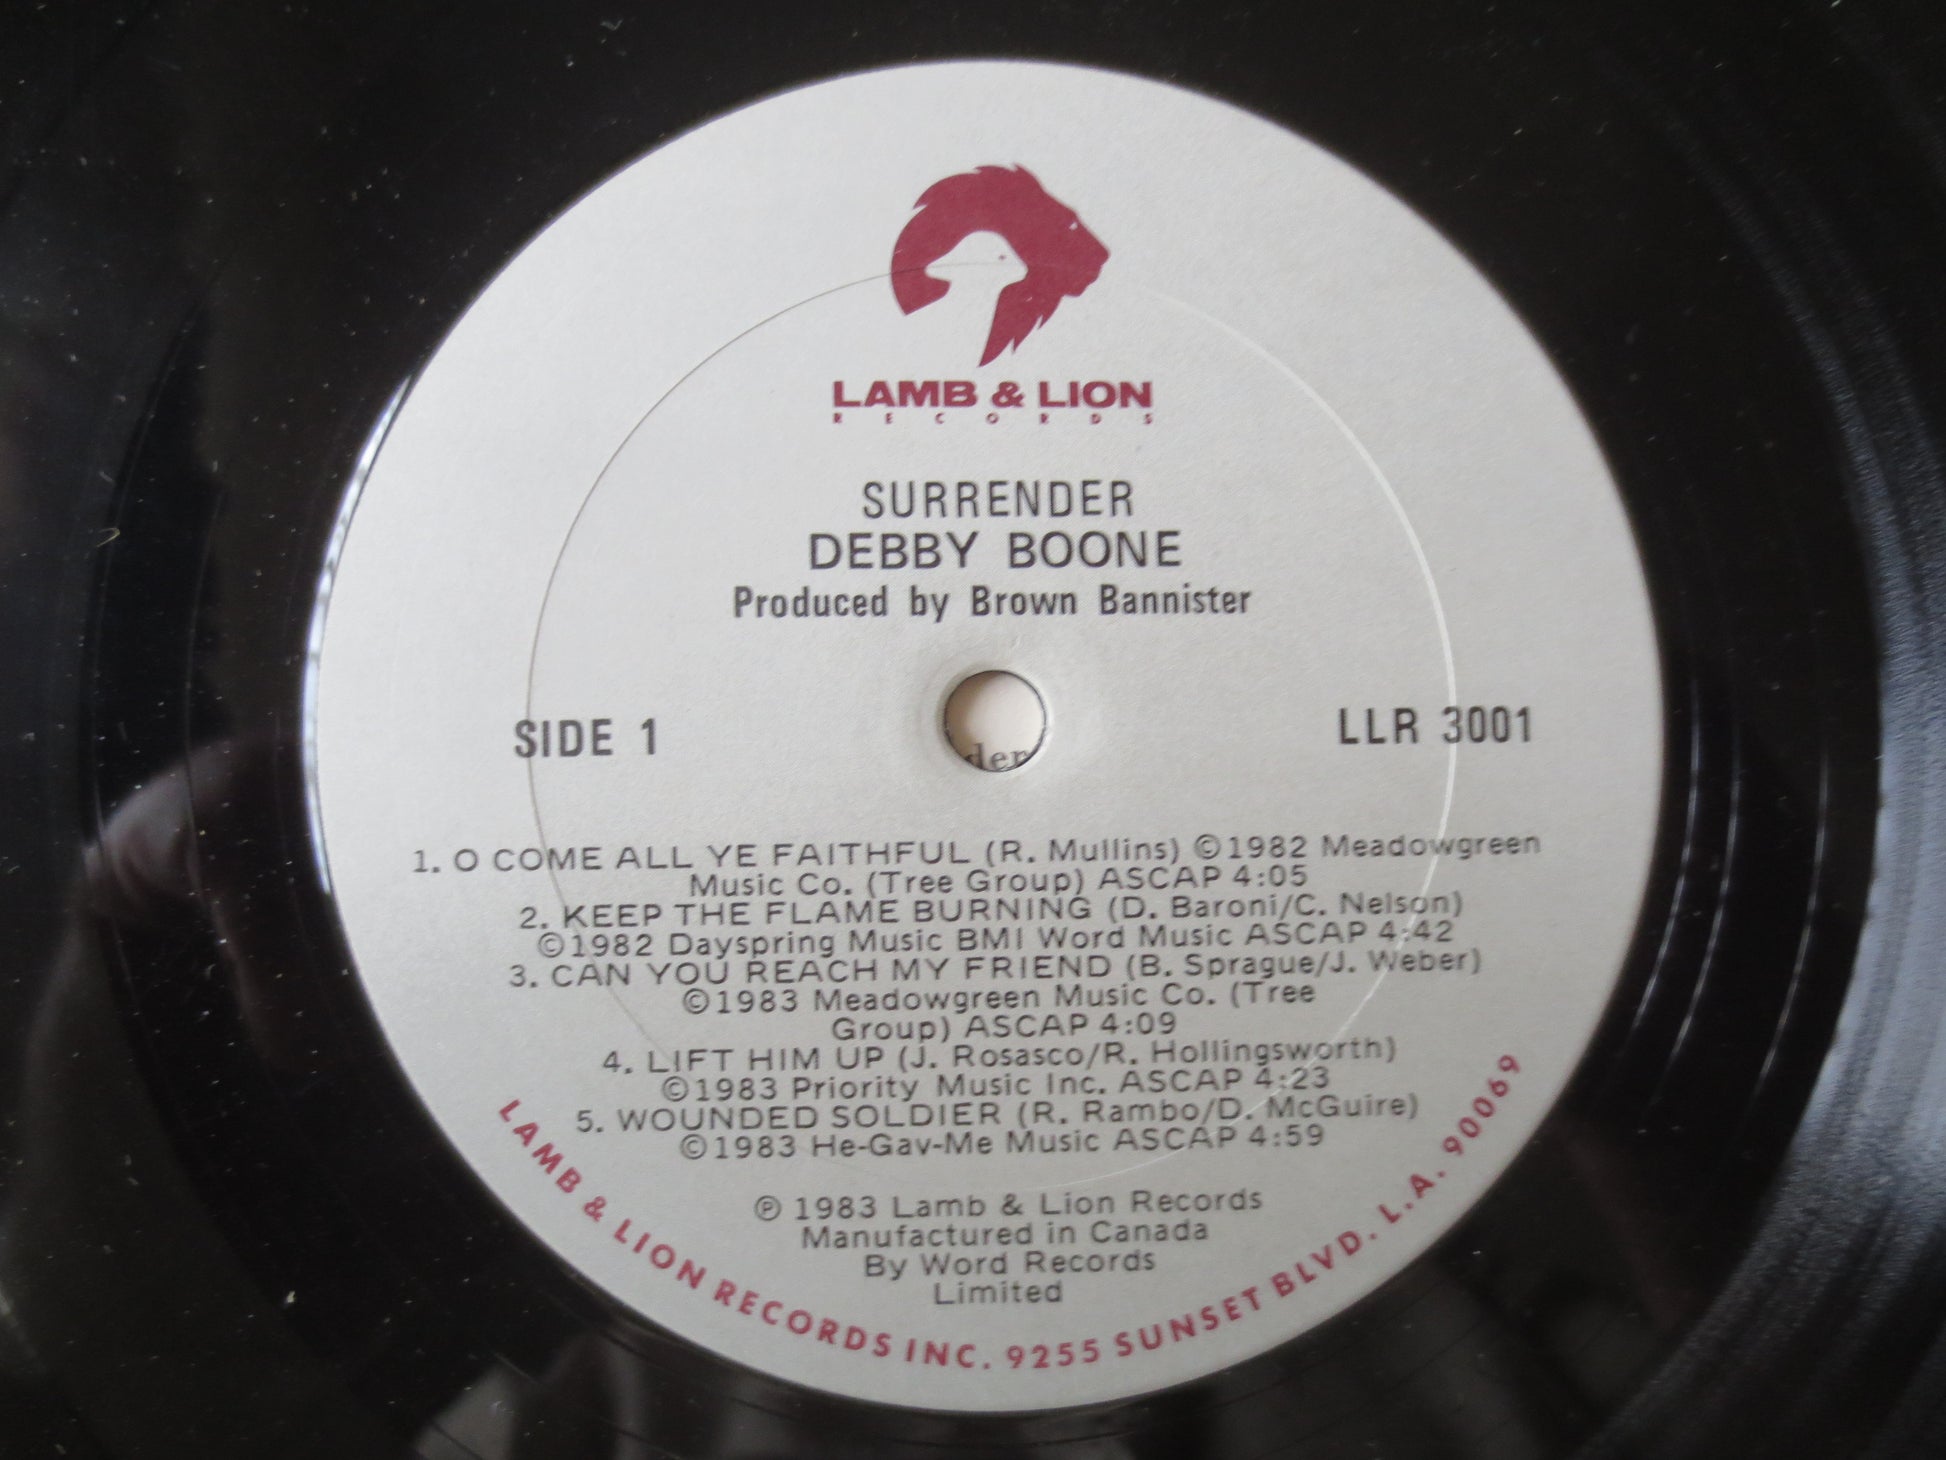 LAMB & LION
RECORDS
SURRENDER
DEBBY BOONE
Produced by Brown Bannister
SIDE 1
LLR 3001
der
1. O COME ALL YE FAITHFUL (R. Mullins) ©1982 Meadowgreen
Music Co. (Tree Group) ASCAP 4:05
2. KEEP THE FLAME BURNING (D. Baroni/C. Nelson)
©1982 Dayspring Music BMI Word Music ASCAP 4:42
3. CAN YOU REACH MY FRIEND (B. Sprague/J. Weber)
©1983 Meadowgreen Music Co. (Tree
Group) ASCAP 4:09
4. LIFT HIM UP (J. Rosasco/R. Hollingsworth)
©1983 Priority Music Inc. ASCAP 4:23
5. WOUNDED SOLDIER (R. Rambo/D. McGuire)
©1983 He-Gav-Me Music ASCAP 4:59
℗ 1983 Lamb & Lion Records
Manufactured in Canada
By Word Records
Limited
LAMB & LION RECORDS INC. 9255 SUNSET BLVD. L.A. 90069